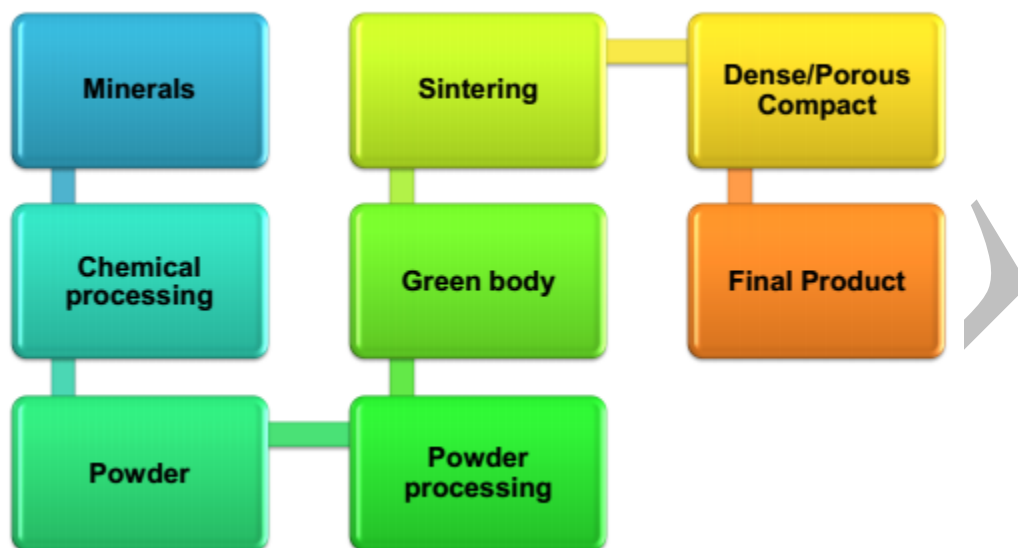 Minerals
Chemical
processing
Powder
Powder
processing
Green body
Sintering
Dense/Porous
Compact
Final Product